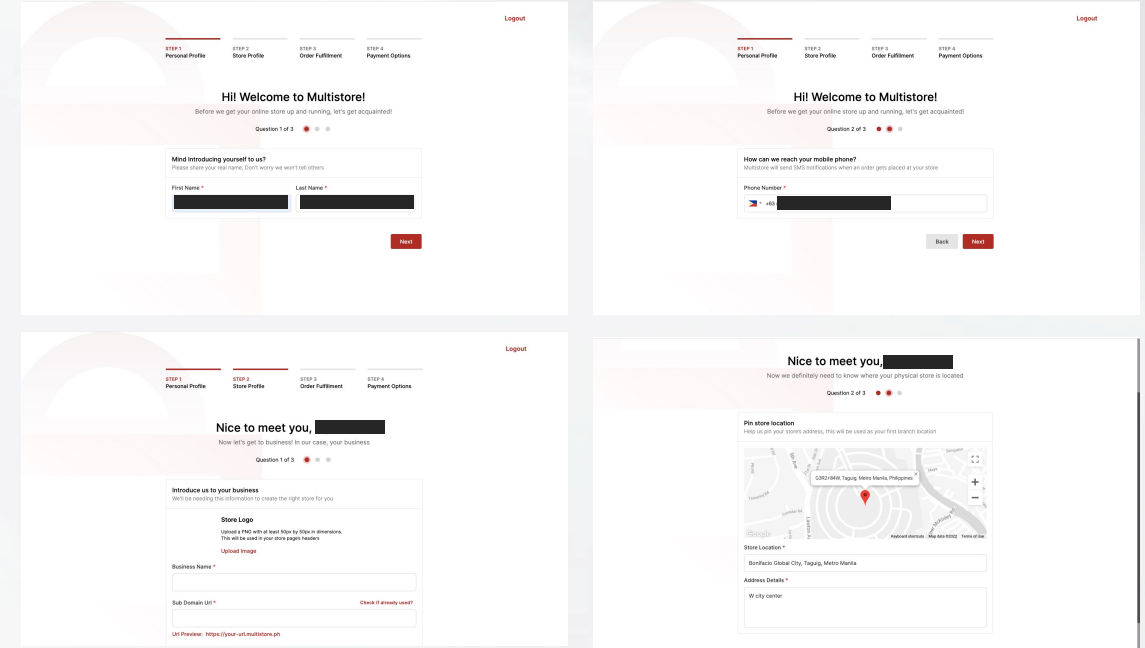 Logout
STEP 1 STEP 2 STEP 3 STEP 4
Personal Profile Store Profile Order Fulfillment Payment Options
Hi! Welcome to Multistore!
Before we get your online store up and running, let's get acquainted!
Question 1 of 3
Mind Introducing yourself to us?
Please share your real name, Don't worry we won't tell others
First Name * Last Name *
Next
Logout
STEP 1 STEP 2 STEP 3 STEP 4
Personal Profile Store Profile Order Fulfillment Payment Options
Hi! Welcome to Multistore!
Before we get your online store up and running, let's get acquainted!
Question 2 of 3
How can we reach your mobile phone?
Multistore will send SMS notifications when an order gets placed at your store
Phone Number *
+63
Back Next
Logout
STEP 1 STEP 2 STEP 3 STEP 4
Personal Profile Store Profile Order Fulfillment Payment Options
Nice to meet you,
Now let's get to business! In our case, your business
Question 1 of 3
Introduce us to your business
We'll be needing this information to create the right store for you
Store Logo
Upload a PNG with at least 50px by 50px in dimensions.
This will be used in your store page's headers
Upload Image
Business Name *
Sub Domain Url * Check if already used?
Url Preview: https://your-url.multistore.ph
Nice to meet you,
Now we definitely need to know where your physical store is located
Question 2 of 3
Pin store location
Help us pin your store's address, this will be used as your first branch location
G3R2+84W, Taguig, Metro Manila, Philippines
Google
Keyboard shortcuts Map data ©2022 Terms of Use
Store Location *
Bonifacio Global City, Taguig, Metro Manila
Address Details *
W city center